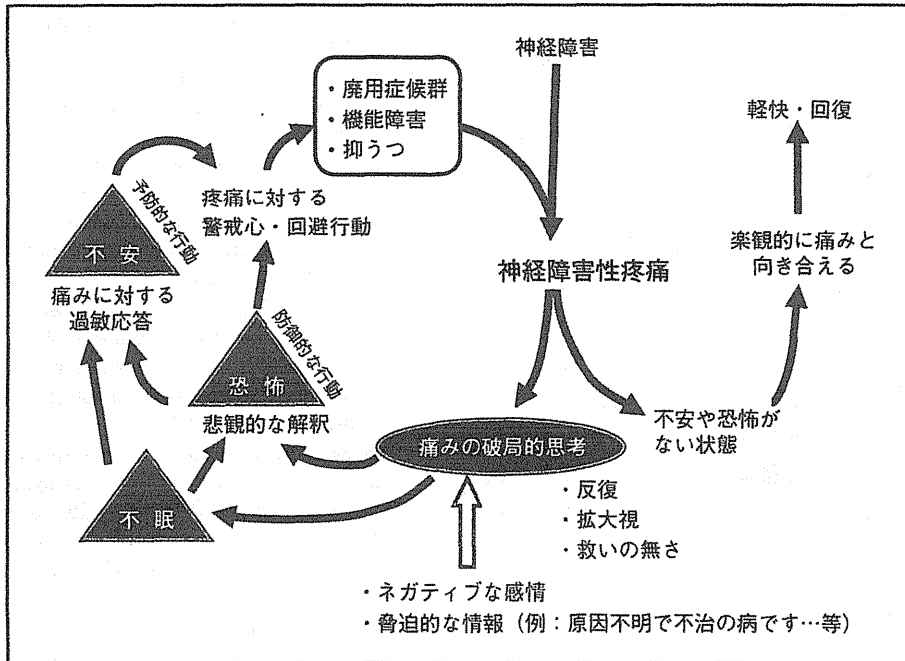 神経障害
・廃用症候群
・機能障害
・抑うつ
軽快・回復
予防的な行動
不安
疼痛に対する
警戒心・回避行動
楽観的に痛みと
向き合える
神経障害性疼痛
痛みに対する
過敏応答
防御的な行動
恐怖
悲観的な解釈
不安や恐怖が
ない状態
痛みの破局的思考
・反復
・拡大視
・救いの無さ
不眠
・ネガティブな感情
・脅迫的な情報（例：原因不明で不治の病です…等）